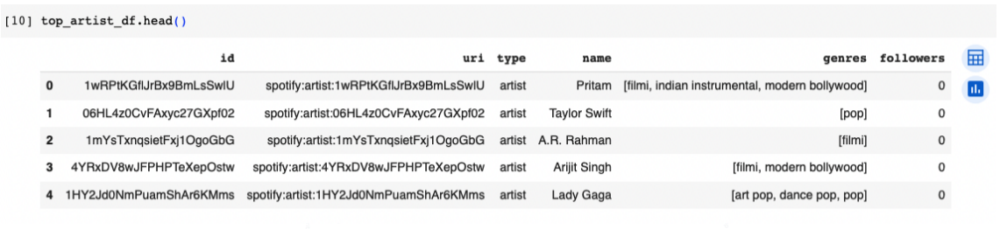 [10] top_artist_df.head()
id uri type name genres followers
0 1wRPtKGflJrBx9BmLsSwlU spotify:artist:1wRPtKGflJrBx9BmLsSwlU artist Pritam [filmi, indian instrumental, modern bollywood] 0
1 06HL4z0CvFAxyc27GXpf02 spotify:artist:06HL4z0CvFAxyc27GXpf02 artist Taylor Swift [pop] 0
2 1mYsTxnqsietFxj1OgoGbG spotify:artist:1mYsTxnqsietFxj1OgoGbG artist A.R. Rahman [filmi] 0
3 4YRxDV8wJFPHPTeXepOstw spotify:artist:4YRxDV8wJFPHPTeXepOstw artist Arijit Singh [filmi, modern bollywood] 0
4 1HY2Jd0NmPuamShAr6KMms spotify:artist:1HY2Jd0NmPuamShAr6KMms artist Lady Gaga [art pop, dance pop, pop] 0